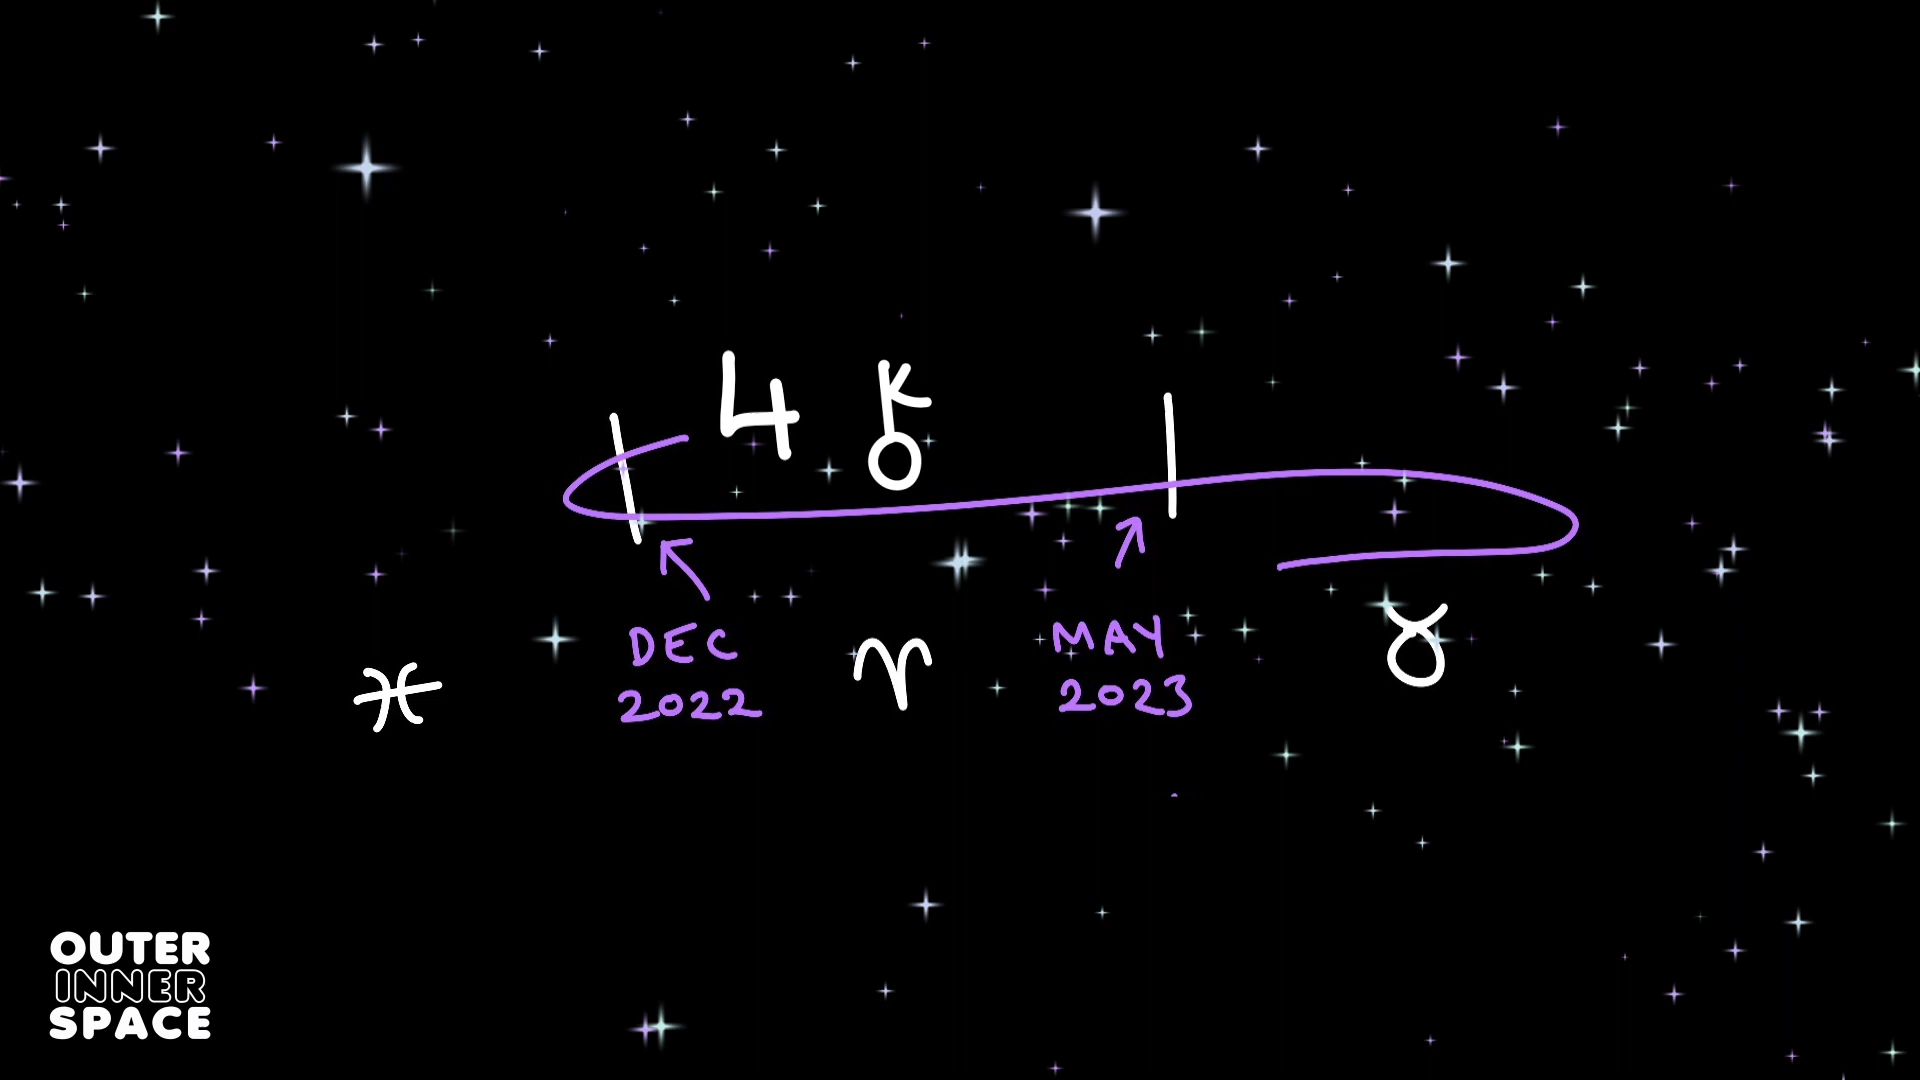 ♃ ⚷
DEC
2022
MAY
2023
♓ ♈ ♉
OUTER
INNER
SPACE